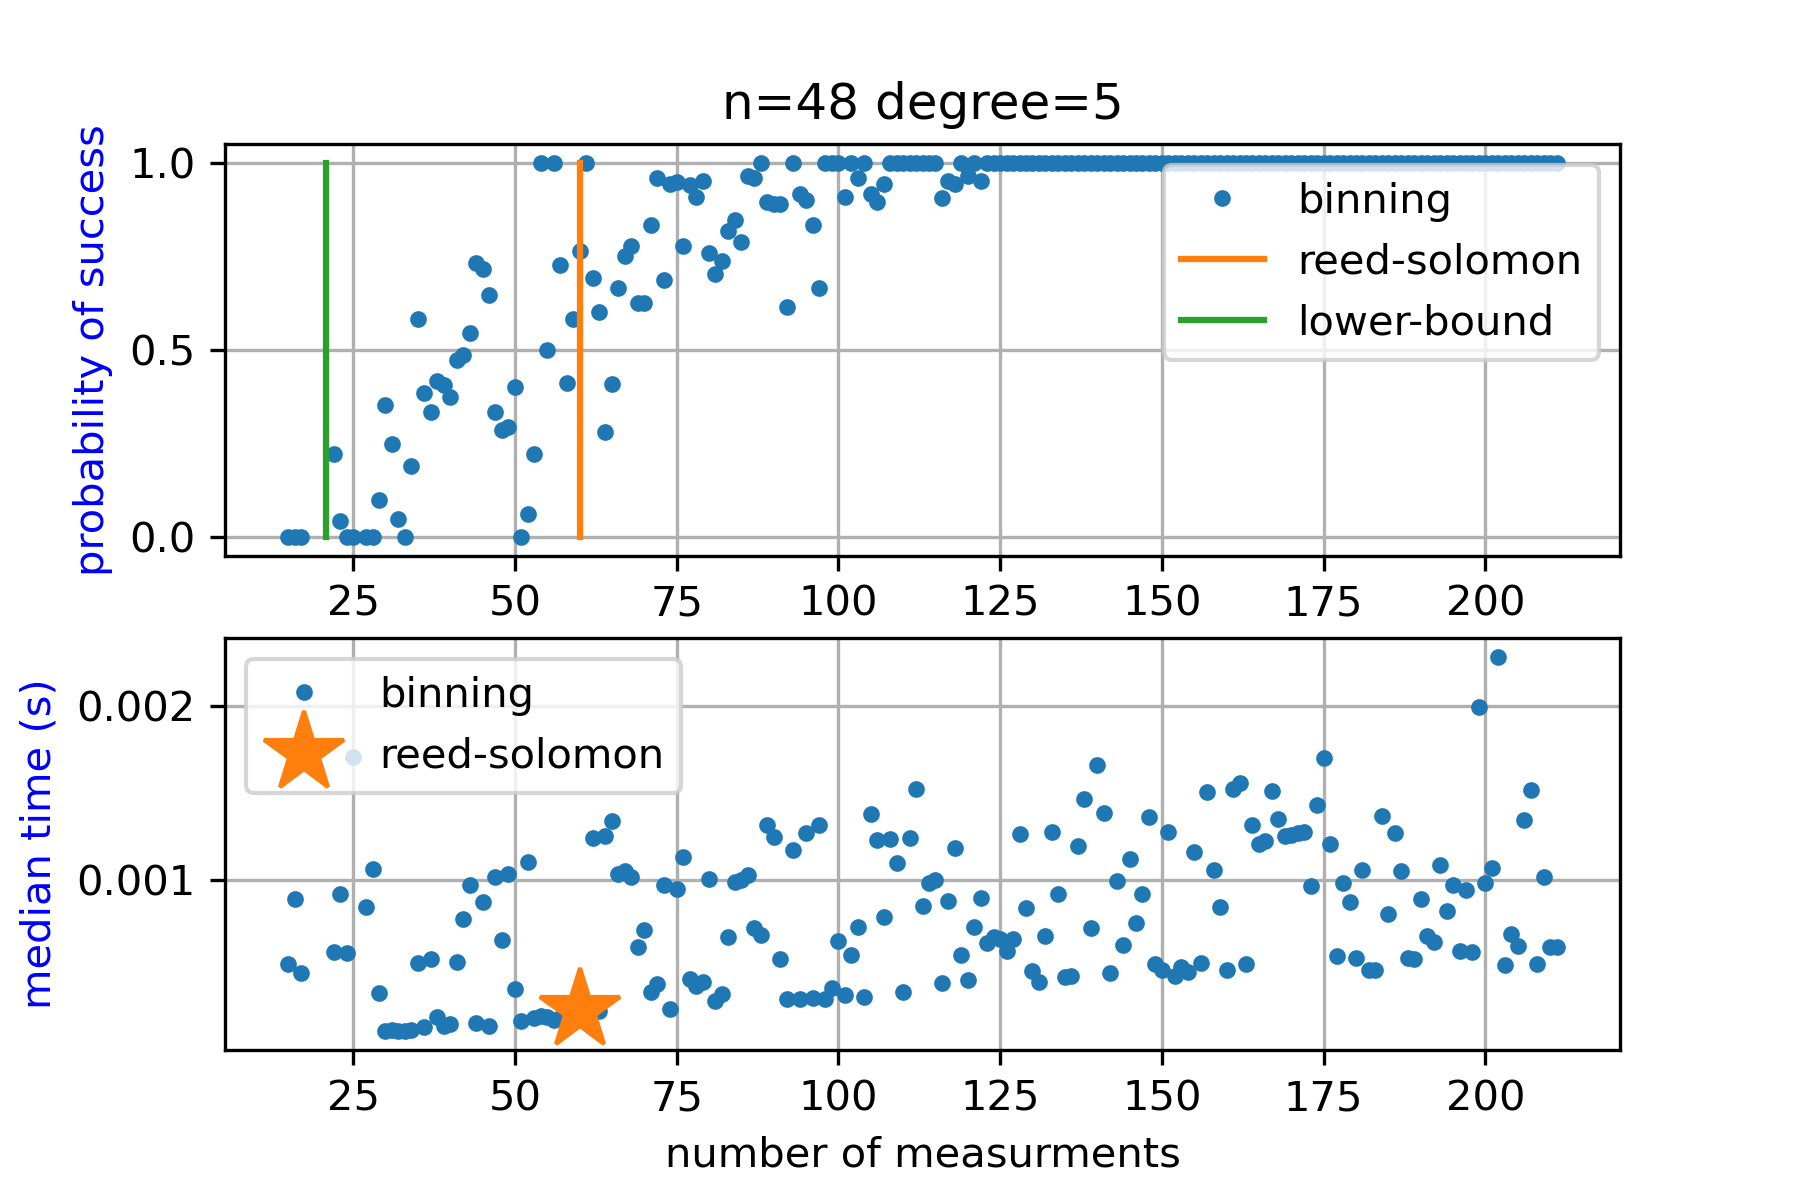 n=48 degree=5
probability of success
1.0
0.5
0.0
binning
reed-solomon
lower-bound
25 50 75 100 125 150 175 200
median time (s)
0.002
0.001
binning
reed-solomon
25 50 75 100 125 150 175 200
number of measurments